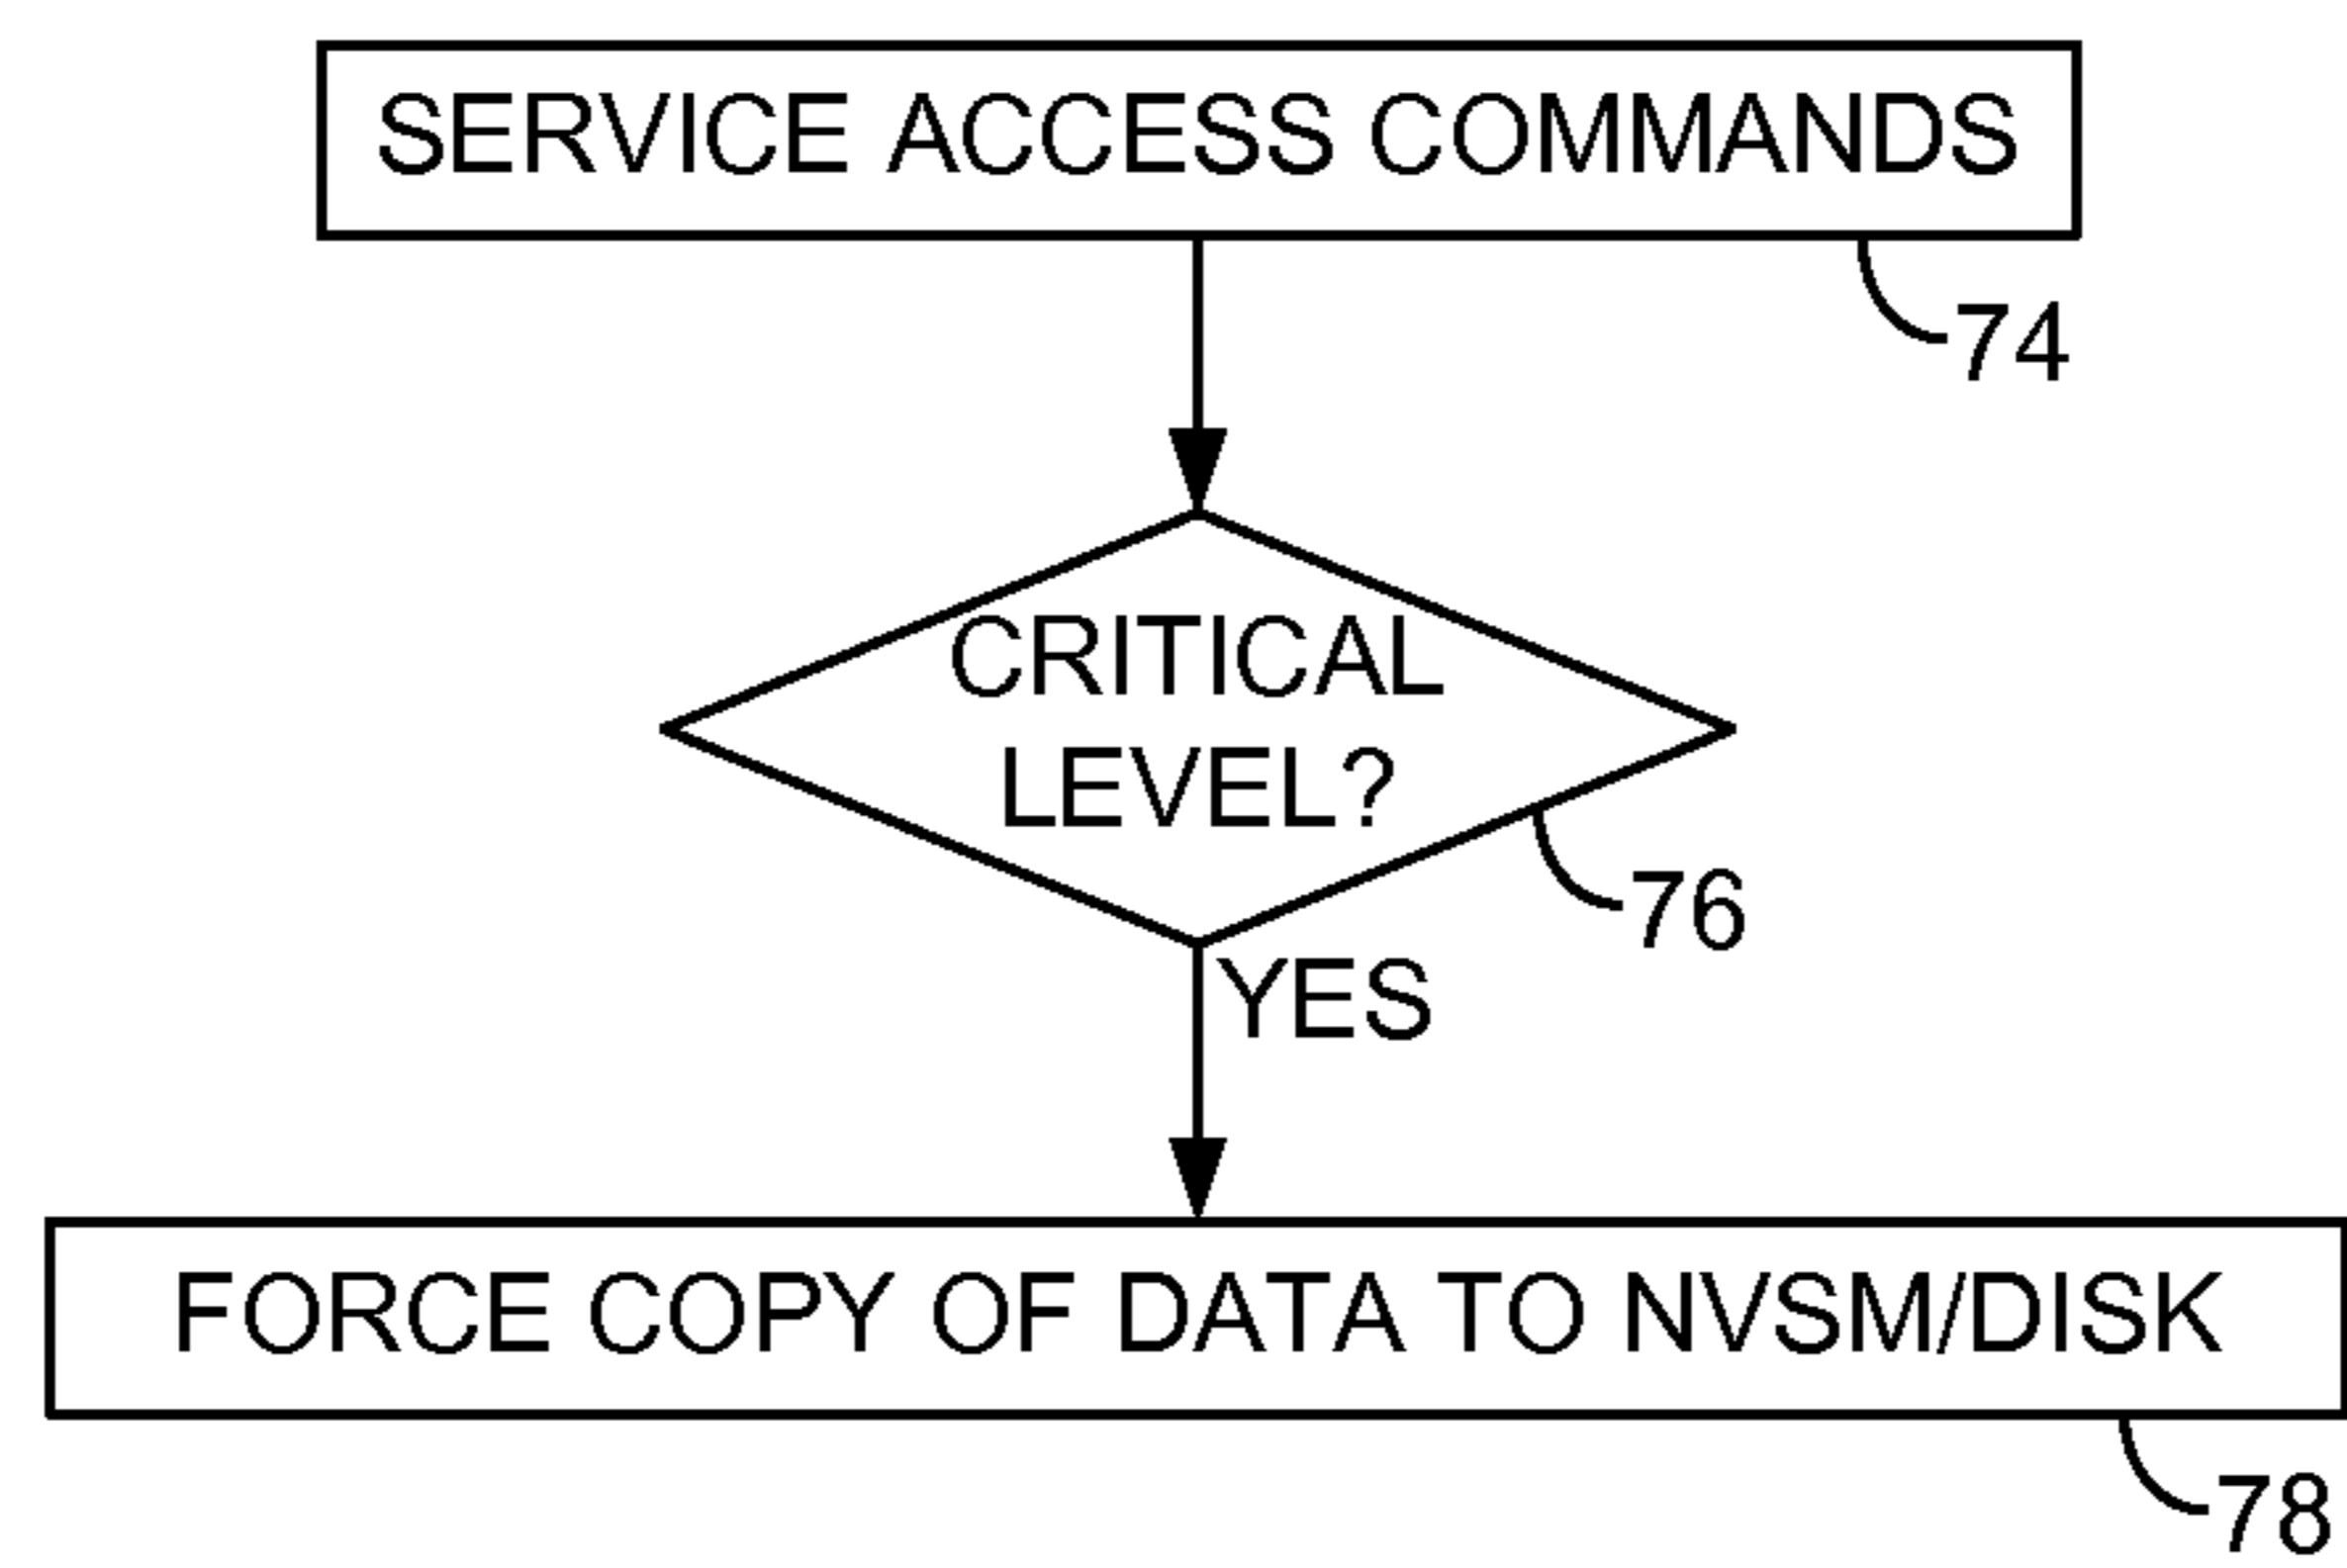 SERVICE ACCESS COMMANDS
74
CRITICAL
LEVEL?
76
YES
FORCE COPY OF DATA TO NVSM/DISK
78